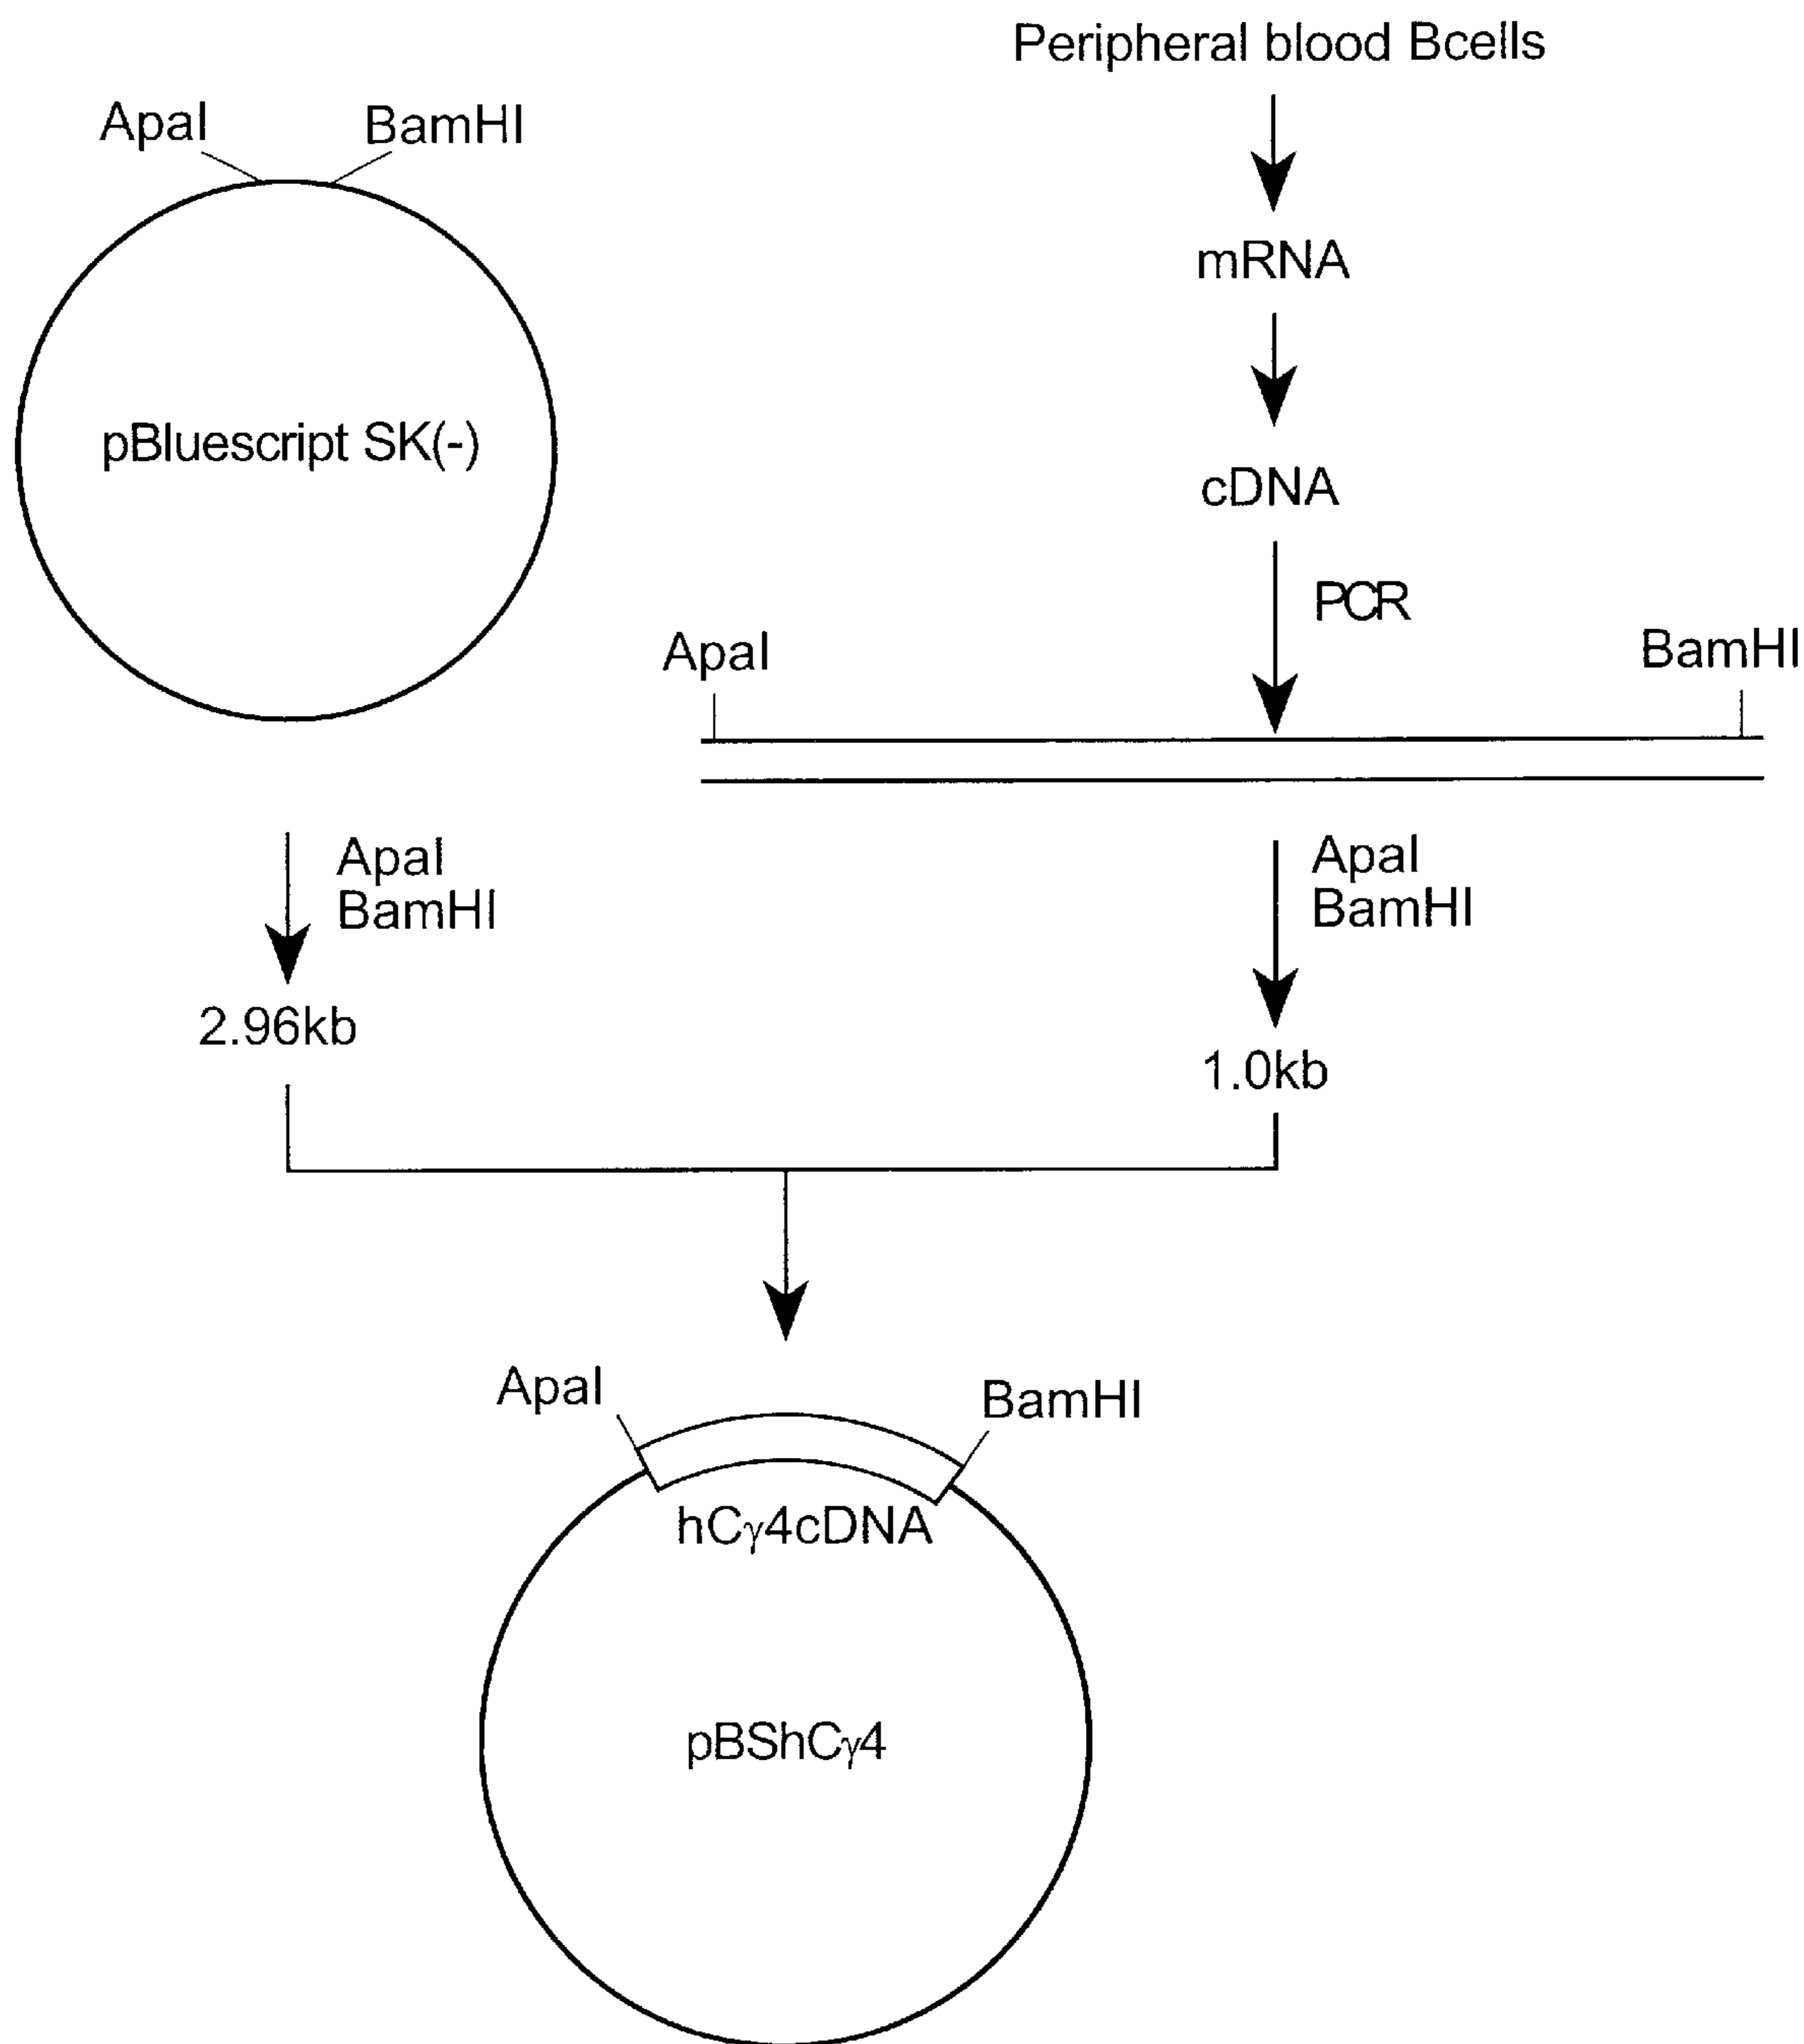 Peripheral blood Bcells
ApaI
BamHI
pBluescript SK(-)
mRNA
cDNA
PCR
ApaI
BamHI
ApaI
BamHI
ApaI
BamHI
2.96kb
1.0kb
ApaI
BamHI
hCγ4cDNA
pBShCγ4